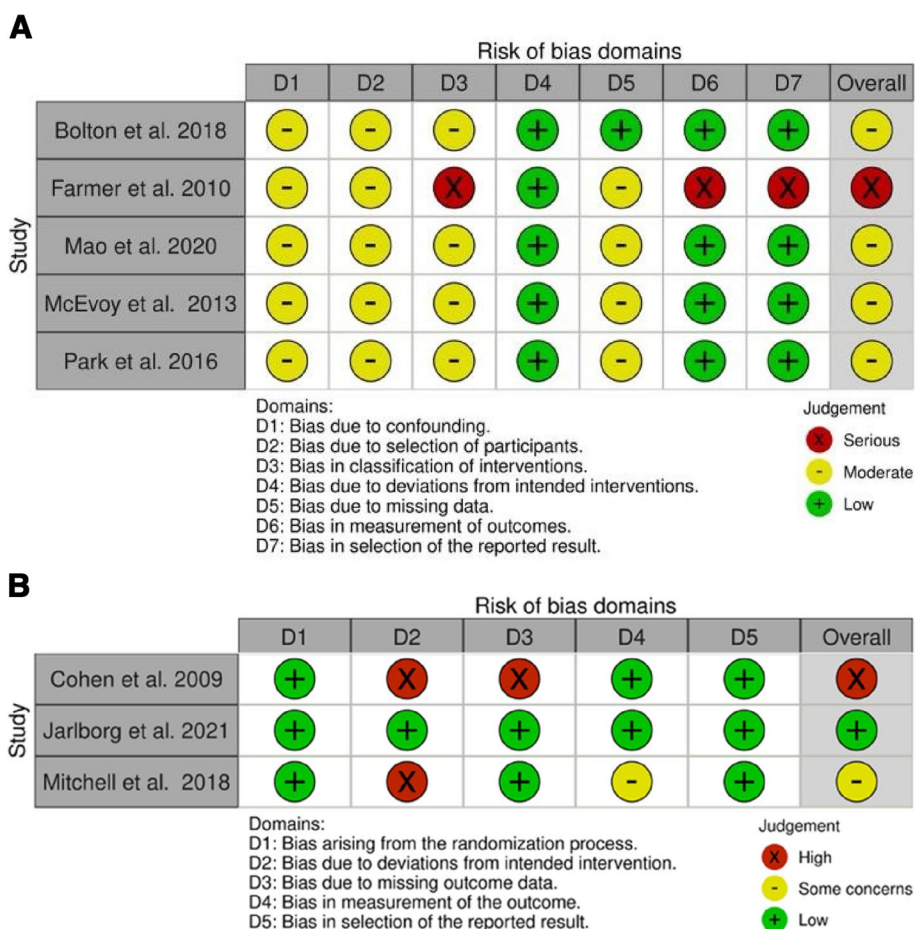 A
Risk of bias domains
D1 D2 D3 D4 D5 D6 D7 Overall
Study
Bolton et al. 2018 - - - + + + + -
Farmer et al. 2010 - - X + - X X X
Mao et al. 2020 - - - + - + + -
McEvoy et al. 2013 - - - + - + + -
Park et al. 2016 - - - + - + + -
Domains:
D1: Bias due to confounding.
D2: Bias due to selection of participants.
D3: Bias in classification of interventions.
D4: Bias due to deviations from intended interventions.
D5: Bias due to missing data.
D6: Bias in measurement of outcomes.
D7: Bias in selection of the reported result.
Judgement
X Serious
- Moderate
+ Low
B
Risk of bias domains
D1 D2 D3 D4 D5 Overall
Study
Cohen et al. 2009 + X X + + X
Jarlborg et al. 2021 + + + + + +
Mitchell et al. 2018 + X + - + -
Domains:
D1: Bias arising from the randomization process.
D2: Bias due to deviations from intended intervention.
D3: Bias due to missing outcome data.
D4: Bias in measurement of the outcome.
D5: Bias in selection of the reported result.
Judgement
X High
- Some concerns
+ Low